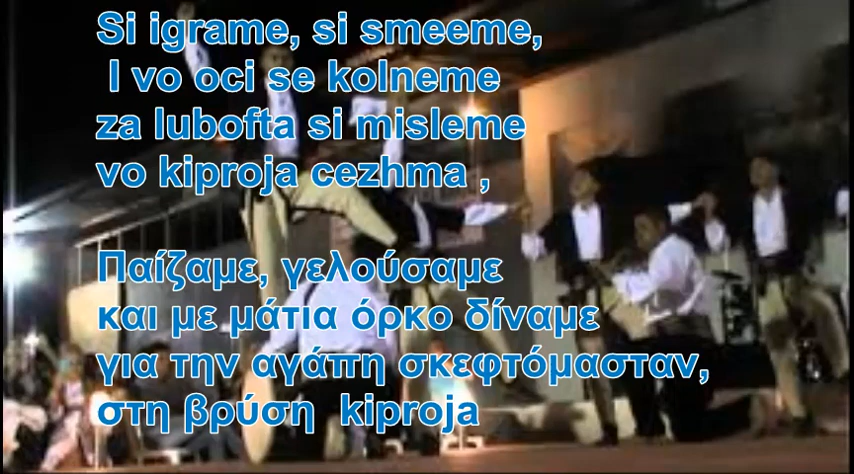 Si igrame, si smeeme,
I vo oci se kolneme
za lubofta si misleme
vo kiproja cezhma ,
Παίζαμε, γελούσαμε
και με μάτια όρκο δίναμε
για την αγάπη σκεφτόμασταν,
στη βρύση kiproja